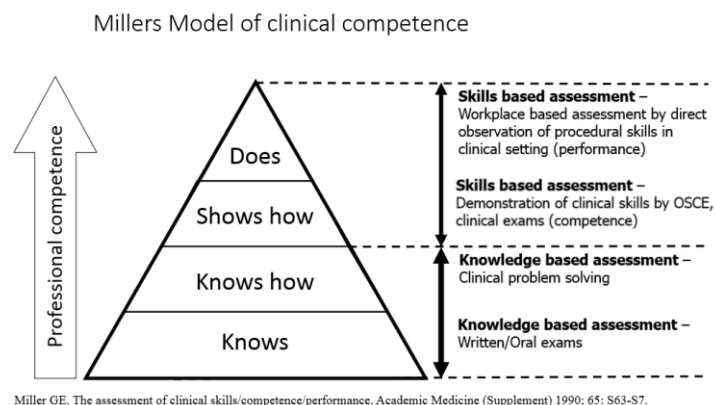 Millers Model of clinical competence
Professional competence
Does
Shows how
Knows how
Knows
Skills based assessment –
Workplace based assessment by direct
observation of procedural skills in
clinical setting (performance)
Skills based assessment –
Demonstration of clinical skills by OSCE,
clinical exams (competence)
Knowledge based assessment –
Clinical problem solving
Knowledge based assessment –
Written/Oral exams
Miller GE. The assessment of clinical skills/competence/performance. Academic Medicine (Supplement) 1990; 65: S63-S7.